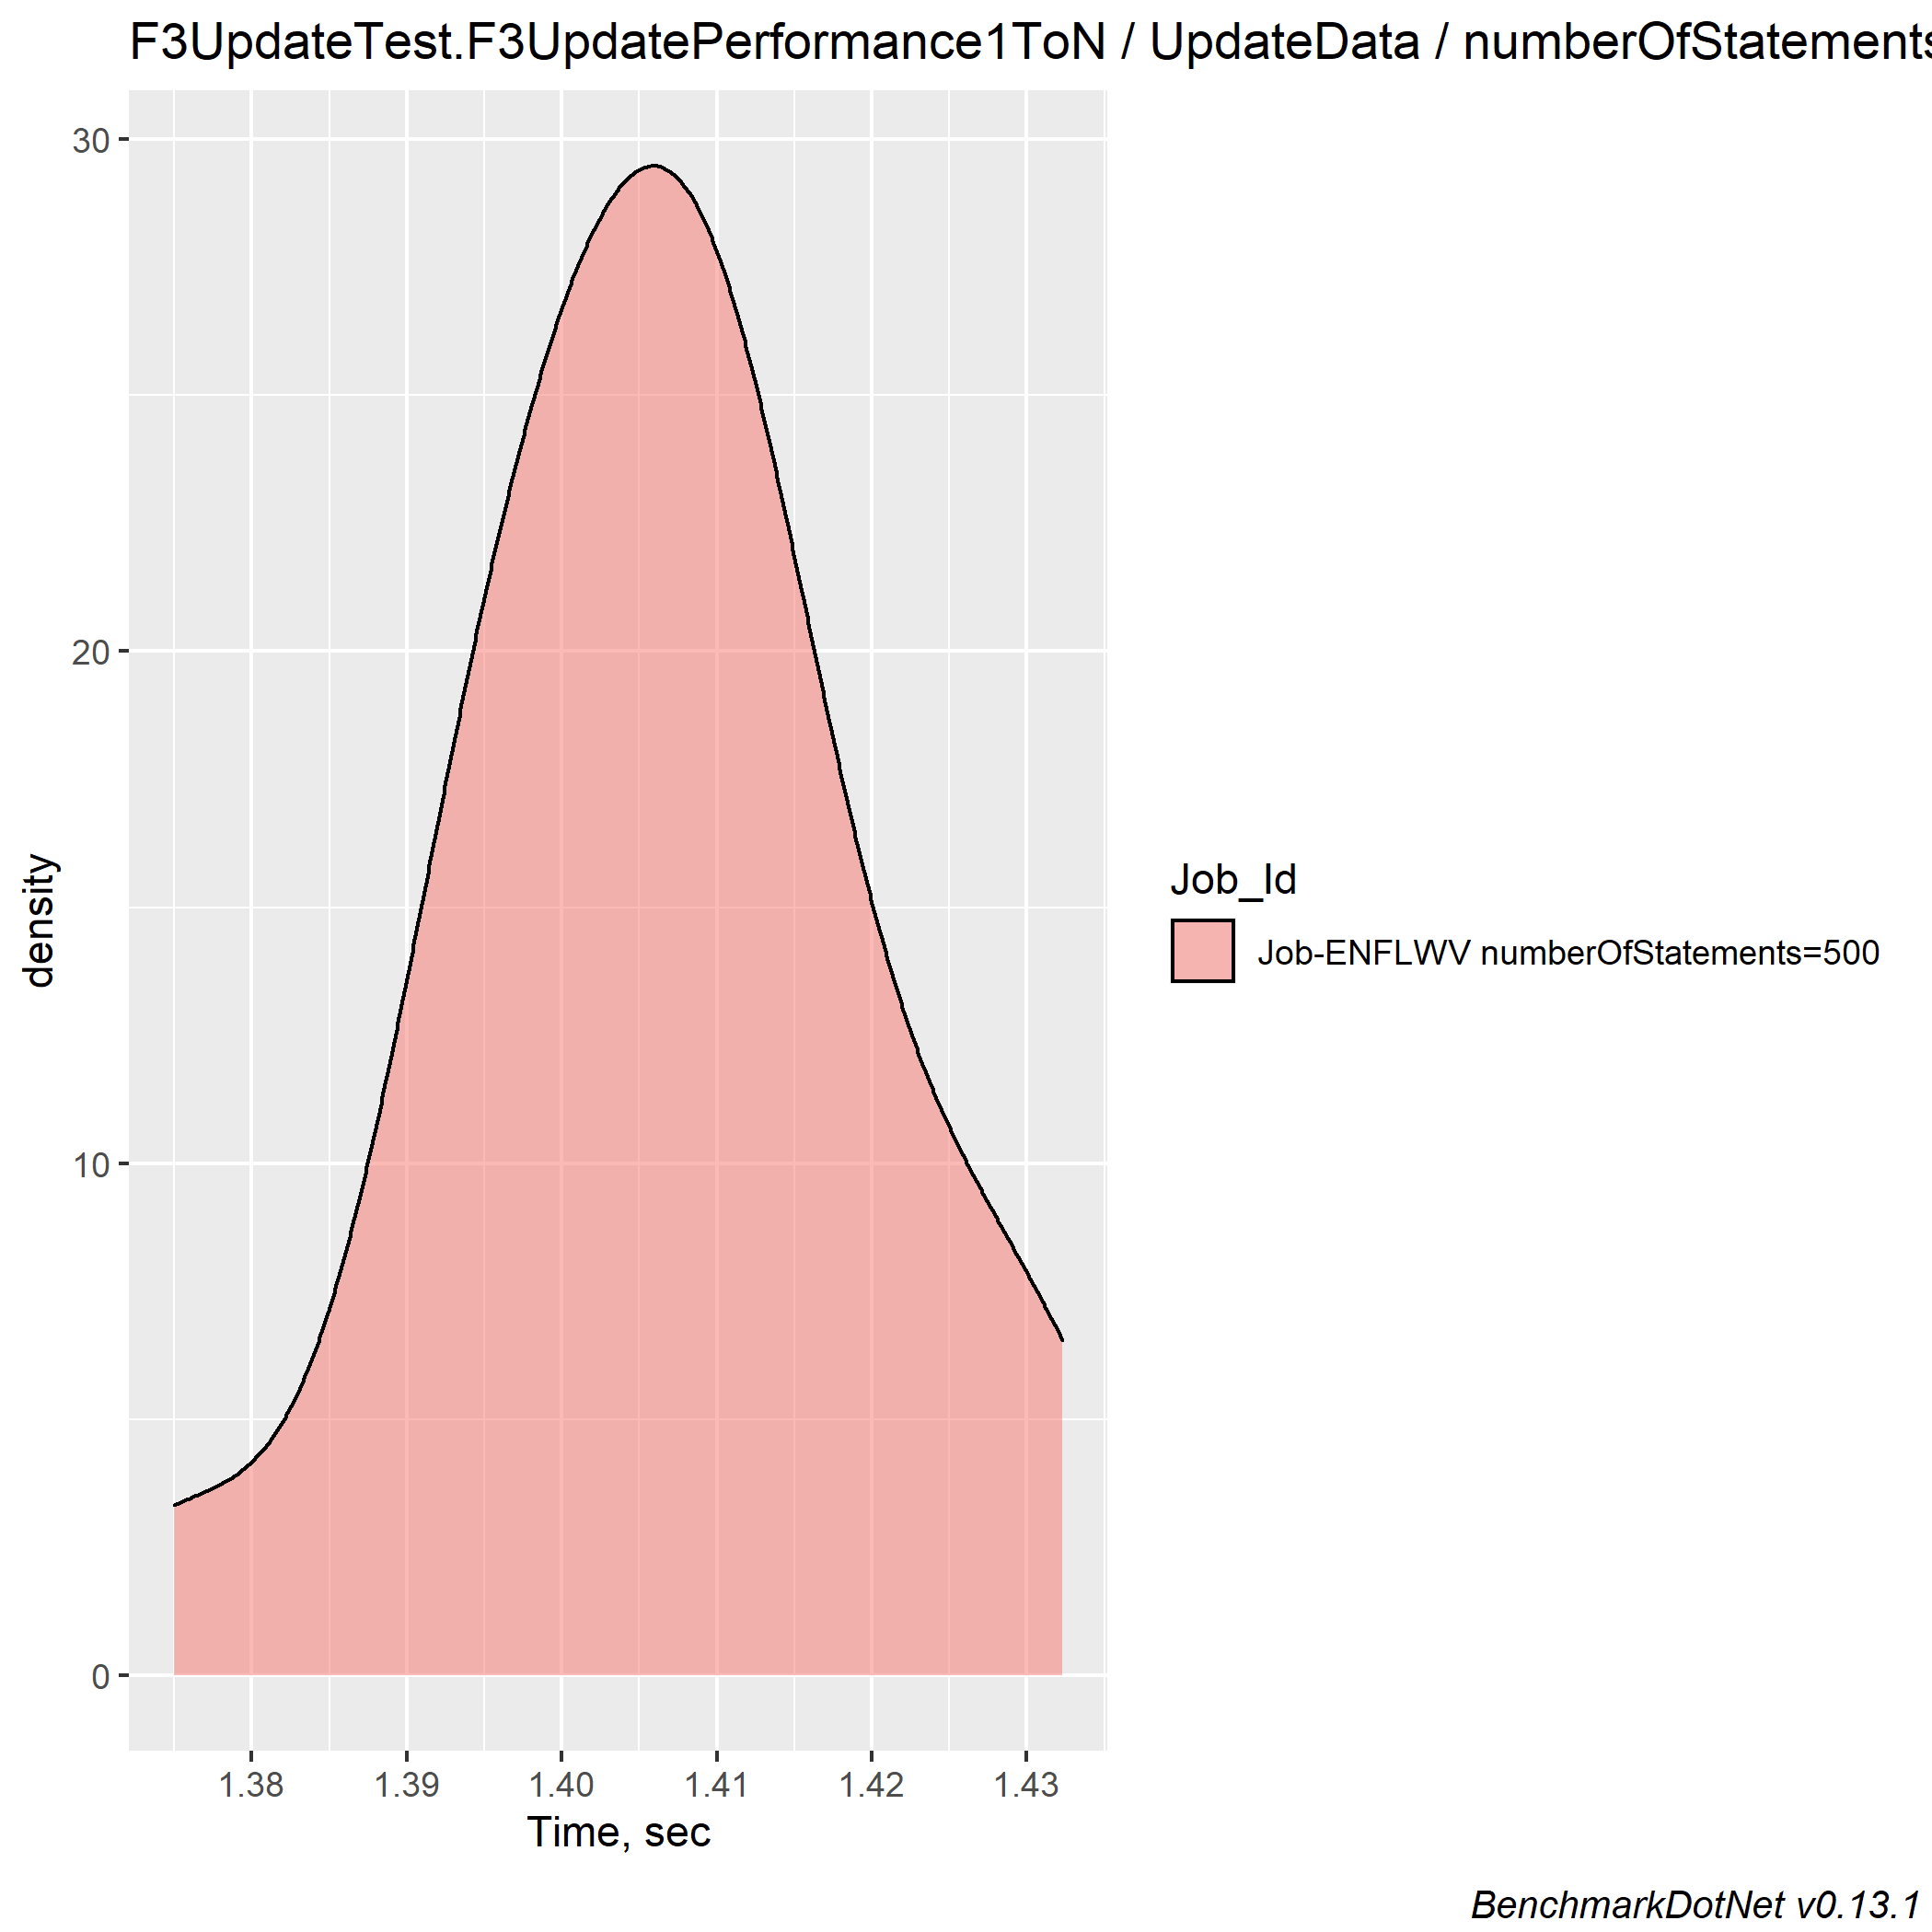 F3UpdateTest.F3UpdatePerformance1ToN / UpdateData / numberOfStatements
30
20
10
0
density
1.38 1.39 1.40 1.41 1.42 1.43
Time, sec
Job_Id
Job-ENFLWV numberOfStatements=500
BenchmarkDotNet v0.13.1